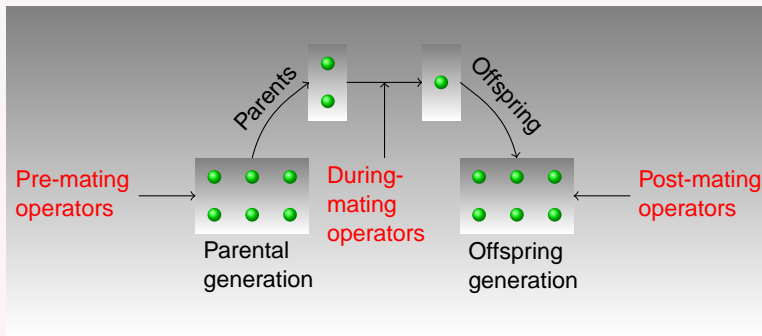 Parents
Offspring
Pre-mating
operators
During-
mating
operators
Post-mating
operators
Parental
generation
Offspring
generation